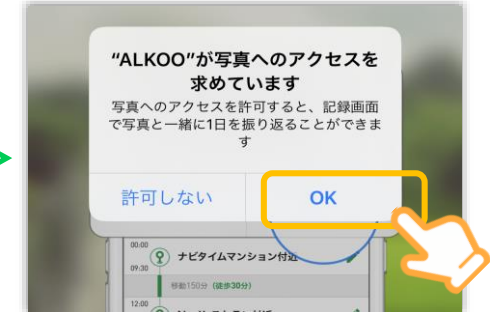 “ALKOO”が写真へのアクセスを
求めています
写真へのアクセスを許可すると、記録画面
で写真と一緒に1日を振り返ることができま
す
許可しない
OK
00:00
ナビタイムマンション付近
09:30
移動150分 (徒歩30分)
12:00